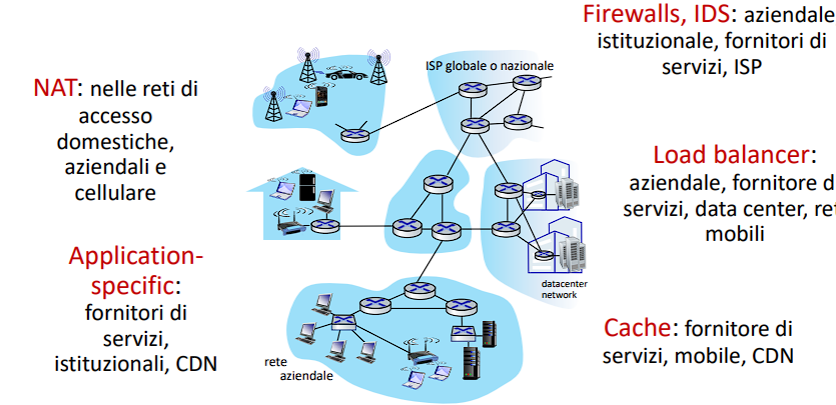 Firewalls, IDS: aziendale
istituzionale, fornitori di
servizi, ISP
ISP globale o nazionale
NAT: nelle reti di
accesso
domestiche,
aziendali e
cellulare
Load balancer:
aziendale, fornitore d
servizi, data center, ret
mobili
Application-
specific:
fornitori di
servizi,
istituzionali, CDN
datacenter
network
Cache: fornitore di
servizi, mobile, CDN
rete
aziendale